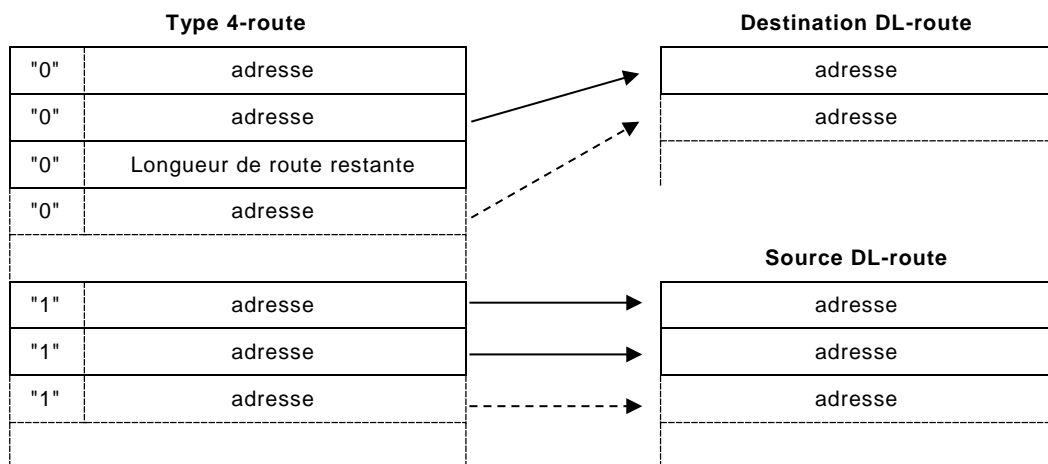 Type 4-route
"0" adresse
"0" adresse
"0" Longueur de route restante
"0" adresse
"1" adresse
"1" adresse
"1" adresse
Destination DL-route
adresse
adresse
Source DL-route
adresse
adresse
adresse